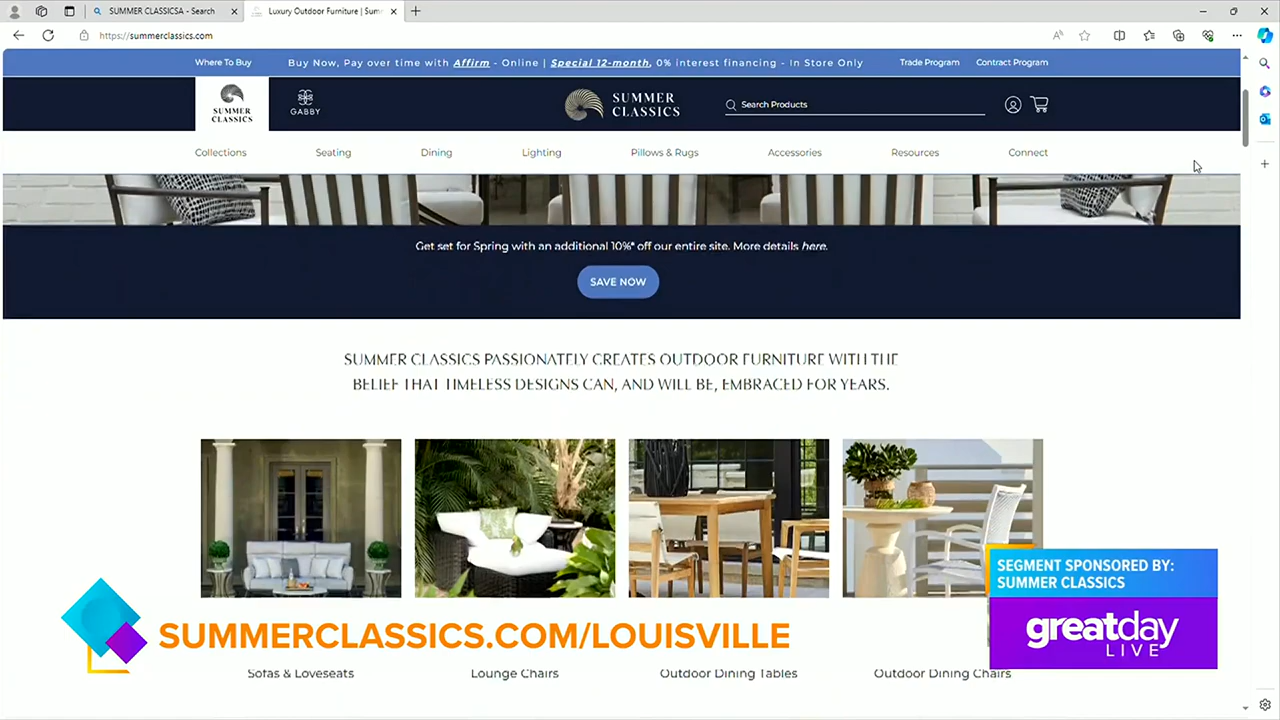 SUMMER CLASSICSA - Search
Luxury Outdoor Furniture | Sum
https://summerclassics.com
Where To Buy
Buy Now, Pay over time with Affirm - Online | Special 12-month, 0% interest financing - In Store Only
Trade Program
Contract Program
SUMMER
CLASSICS
GABBY
SUMMER
CLASSICS
Search Products
Collections
Seating
Dining
Lighting
Pillows & Rugs
Accessories
Resources
Connect
Get set for Spring with an additional 10%* off our entire site. More details here.
SAVE NOW
SUMMER CLASSICS PASSIONATELY CREATES OUTDOOR FURNITURE WITH THE
BELIEF THAT TIMELESS DESIGNS CAN, AND WILL BE, EMBRACED FOR YEARS.
SEGMENT SPONSORED BY:
SUMMER CLASSICS
greatday
LIVE
SUMMERCLASSICS.COM/LOUISVILLE
Sofas & Loveseats
Lounge Chairs
Outdoor Dining Tables
Outdoor Dining Chairs